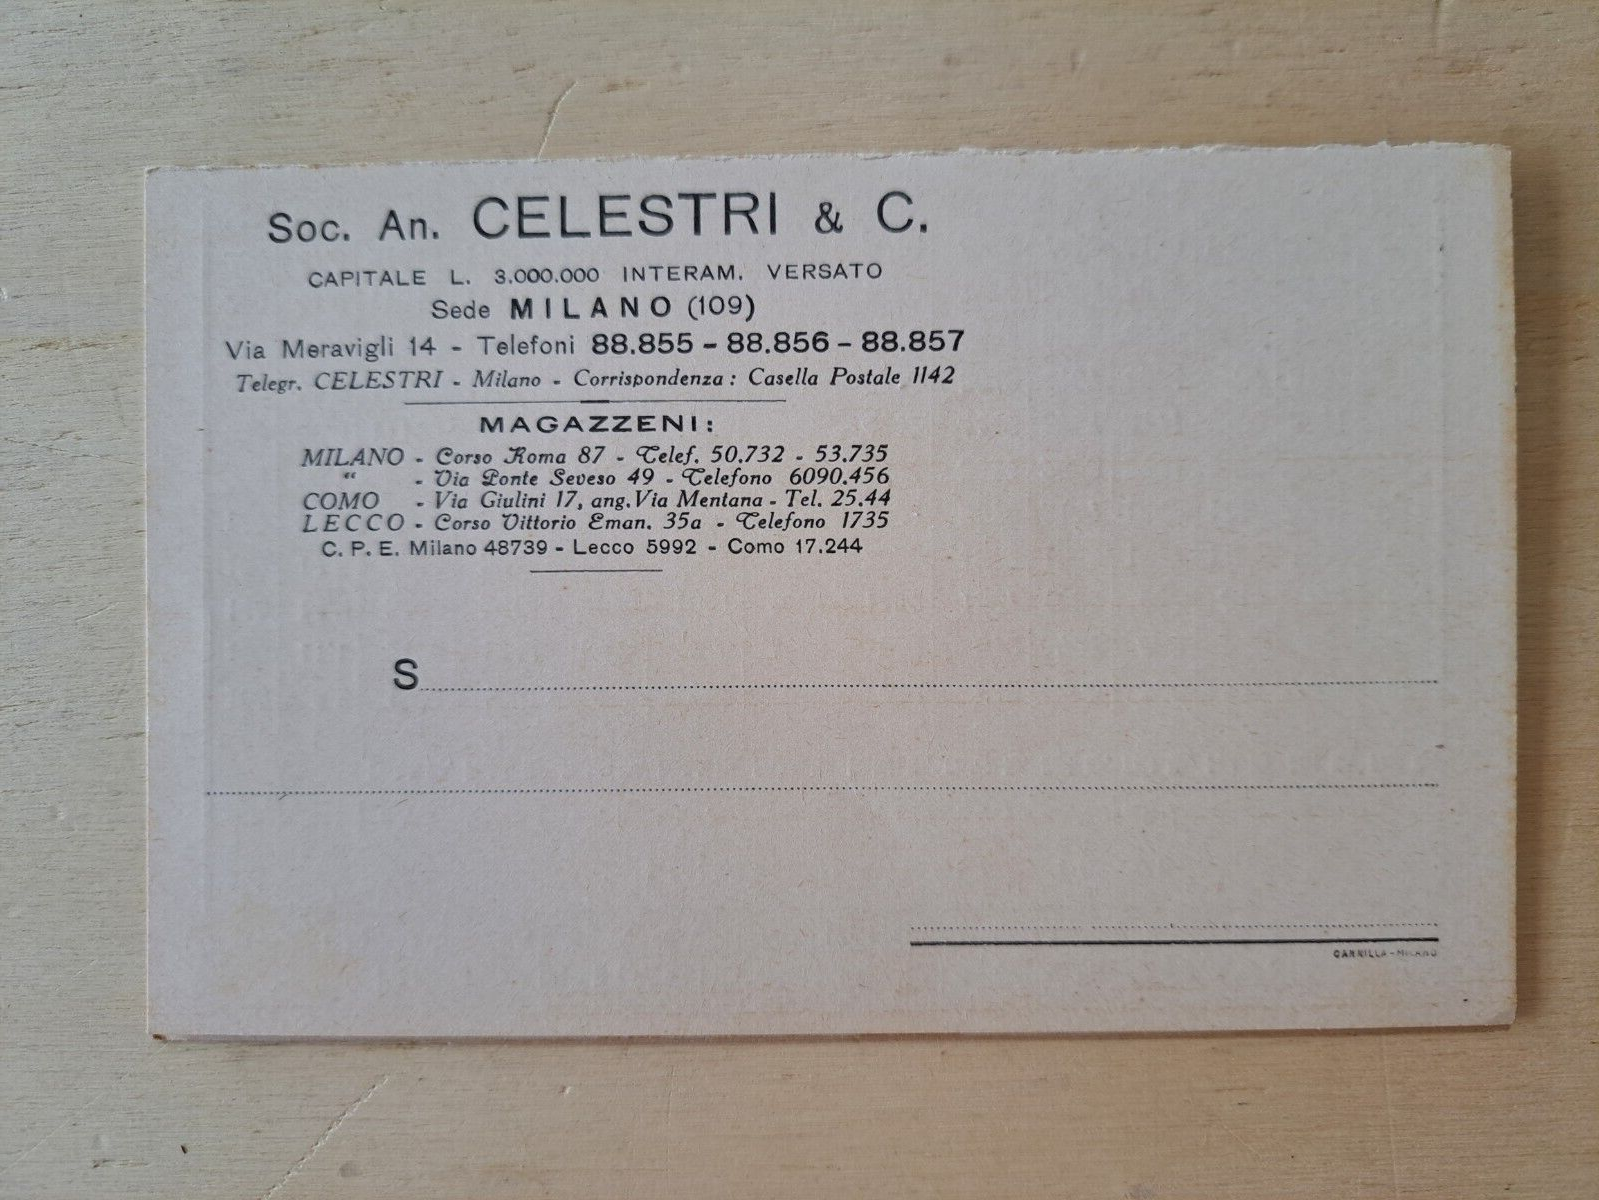 Soc. An. CELESTRI & C.
CAPITALE L. 3.000.000 INTERAM. VERSATO
Sede MILANO (109)
Via Meravigli 14 - Telefoni 88.855 - 88.856 - 88.857
Telegr. CELESTRI - Milano - Corrispondenza: Casella Postale 1142
MAGAZZENI:
MILANO - Corso Roma 87 - Telef. 50.732 - 53.735
“ - Via Ponte Seveso 49 - Telefono 6090.456
COMO - Via Giulini 17, ang. Via Mentana - Tel. 25.44
LECCO - Corso Vittorio Eman. 35a - Telefono 1735
C. P. E. Milano 48739 - Lecco 5992 - Como 17.244
S
MILANO